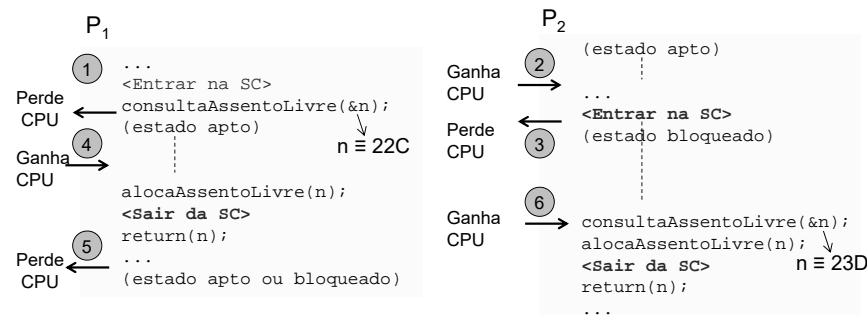 P1
1
...
<Entrar na SC>
Perde CPU
consultaAssentoLivre(&n);
(estado apto)
n ≡ 22C
4
Ganha CPU
alocaAssentoLivre(n);
<Sair da SC>
return(n);
5
...
Perde CPU
(estado apto ou bloqueado)
P2
(estado apto)
2
Ganha CPU
...
<Entrar na SC>
Perde CPU
(estado bloqueado)
3
6
Ganha CPU
consultaAssentoLivre(&n);
alocaAssentoLivre(n);
<Sair da SC>
n ≡ 23D
return(n);
...